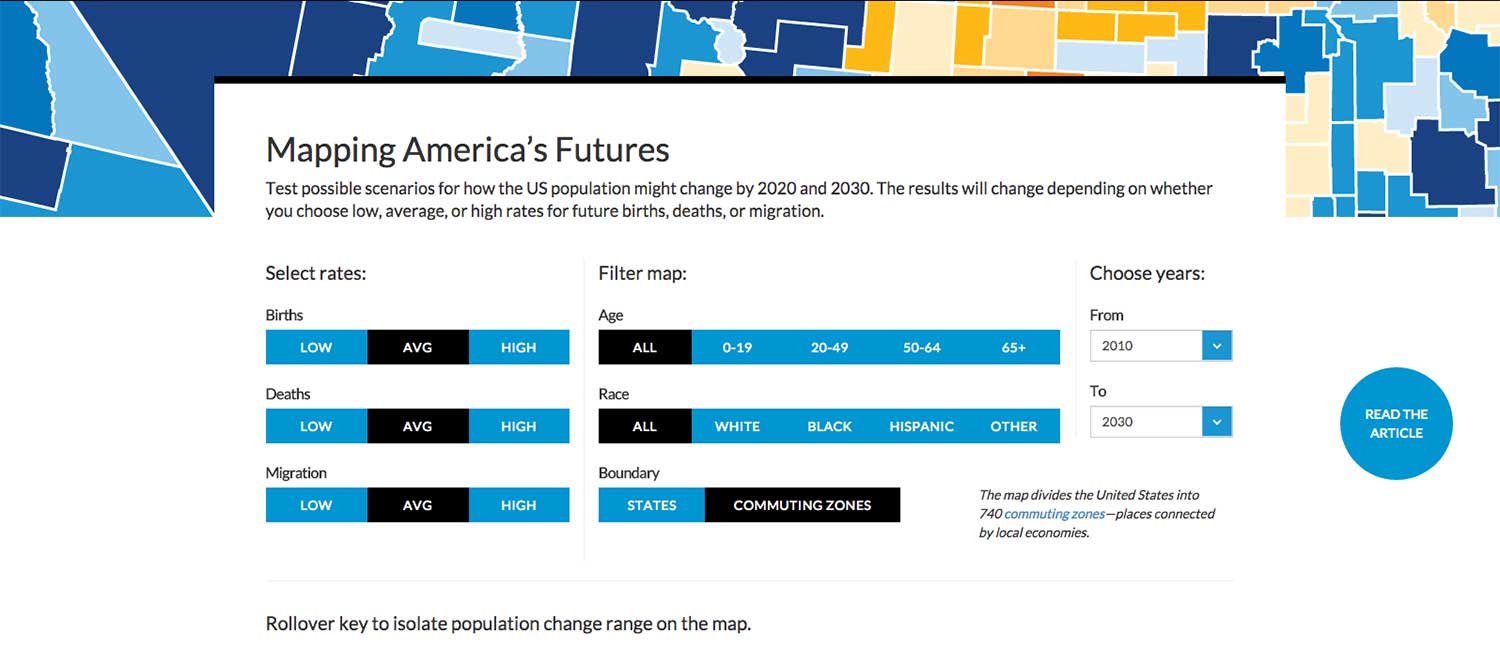 Mapping America’s Futures
Test possible scenarios for how the US population might change by 2020 and 2030. The results will change depending on whether
you choose low, average, or high rates for future births, deaths, or migration.
Select rates:
Births
LOW AVG HIGH
Deaths
LOW AVG HIGH
Migration
LOW AVG HIGH
Filter map:
Age
ALL 0-19 20-49 50-64 65+
Race
ALL WHITE BLACK HISPANIC OTHER
Boundary
STATES COMMUTING ZONES
Choose years:
From
2010
To
2030
The map divides the United States into
740 commuting zones—places connected
by local economies.
READ THE
ARTICLE
Rollover key to isolate population change range on the map.